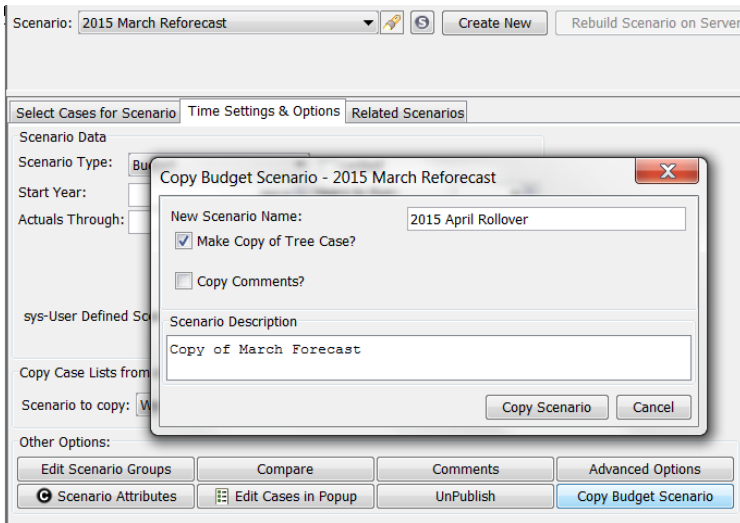 Scenario: 2015 March Reforecast Create New Rebuild Scenario on Server
Select Cases for Scenario Time Settings & Options Related Scenarios
Scenario Data
Scenario Type:
Start Year:
Actuals Through:
sys-User Defined
Copy Case Lists from
Scenario to copy:
Copy Budget Scenario - 2015 March Reforecast
New Scenario Name: 2015 April Rollover
Make Copy of Tree Case?
Copy Comments?
Scenario Description
Copy of March Forecast
Copy Scenario Cancel
Other Options:
Edit Scenario Groups Compare Comments Advanced Options
Scenario Attributes Edit Cases in Popup UnPublish Copy Budget Scenario